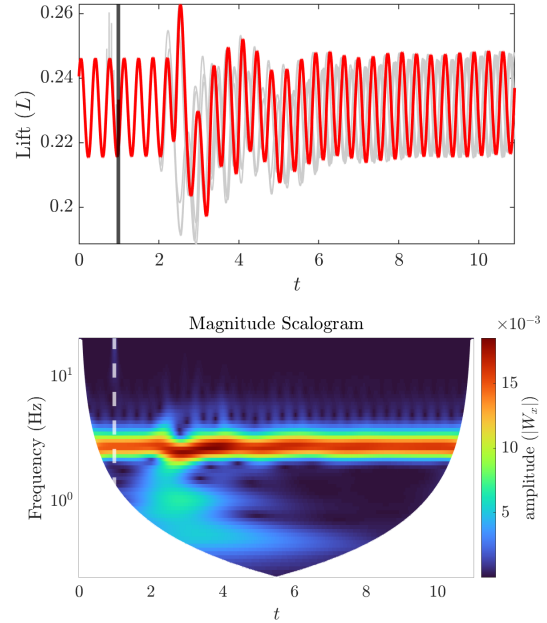 0.26
0.24
0.22
0.2
Lift (L)
0 2 4 6 8 10
t
Magnitude Scalogram
×10⁻³
10¹
10⁰
Frequency (Hz)
15
10
5
amplitude (|Wₓ|)
0 2 4 6 8 10
t